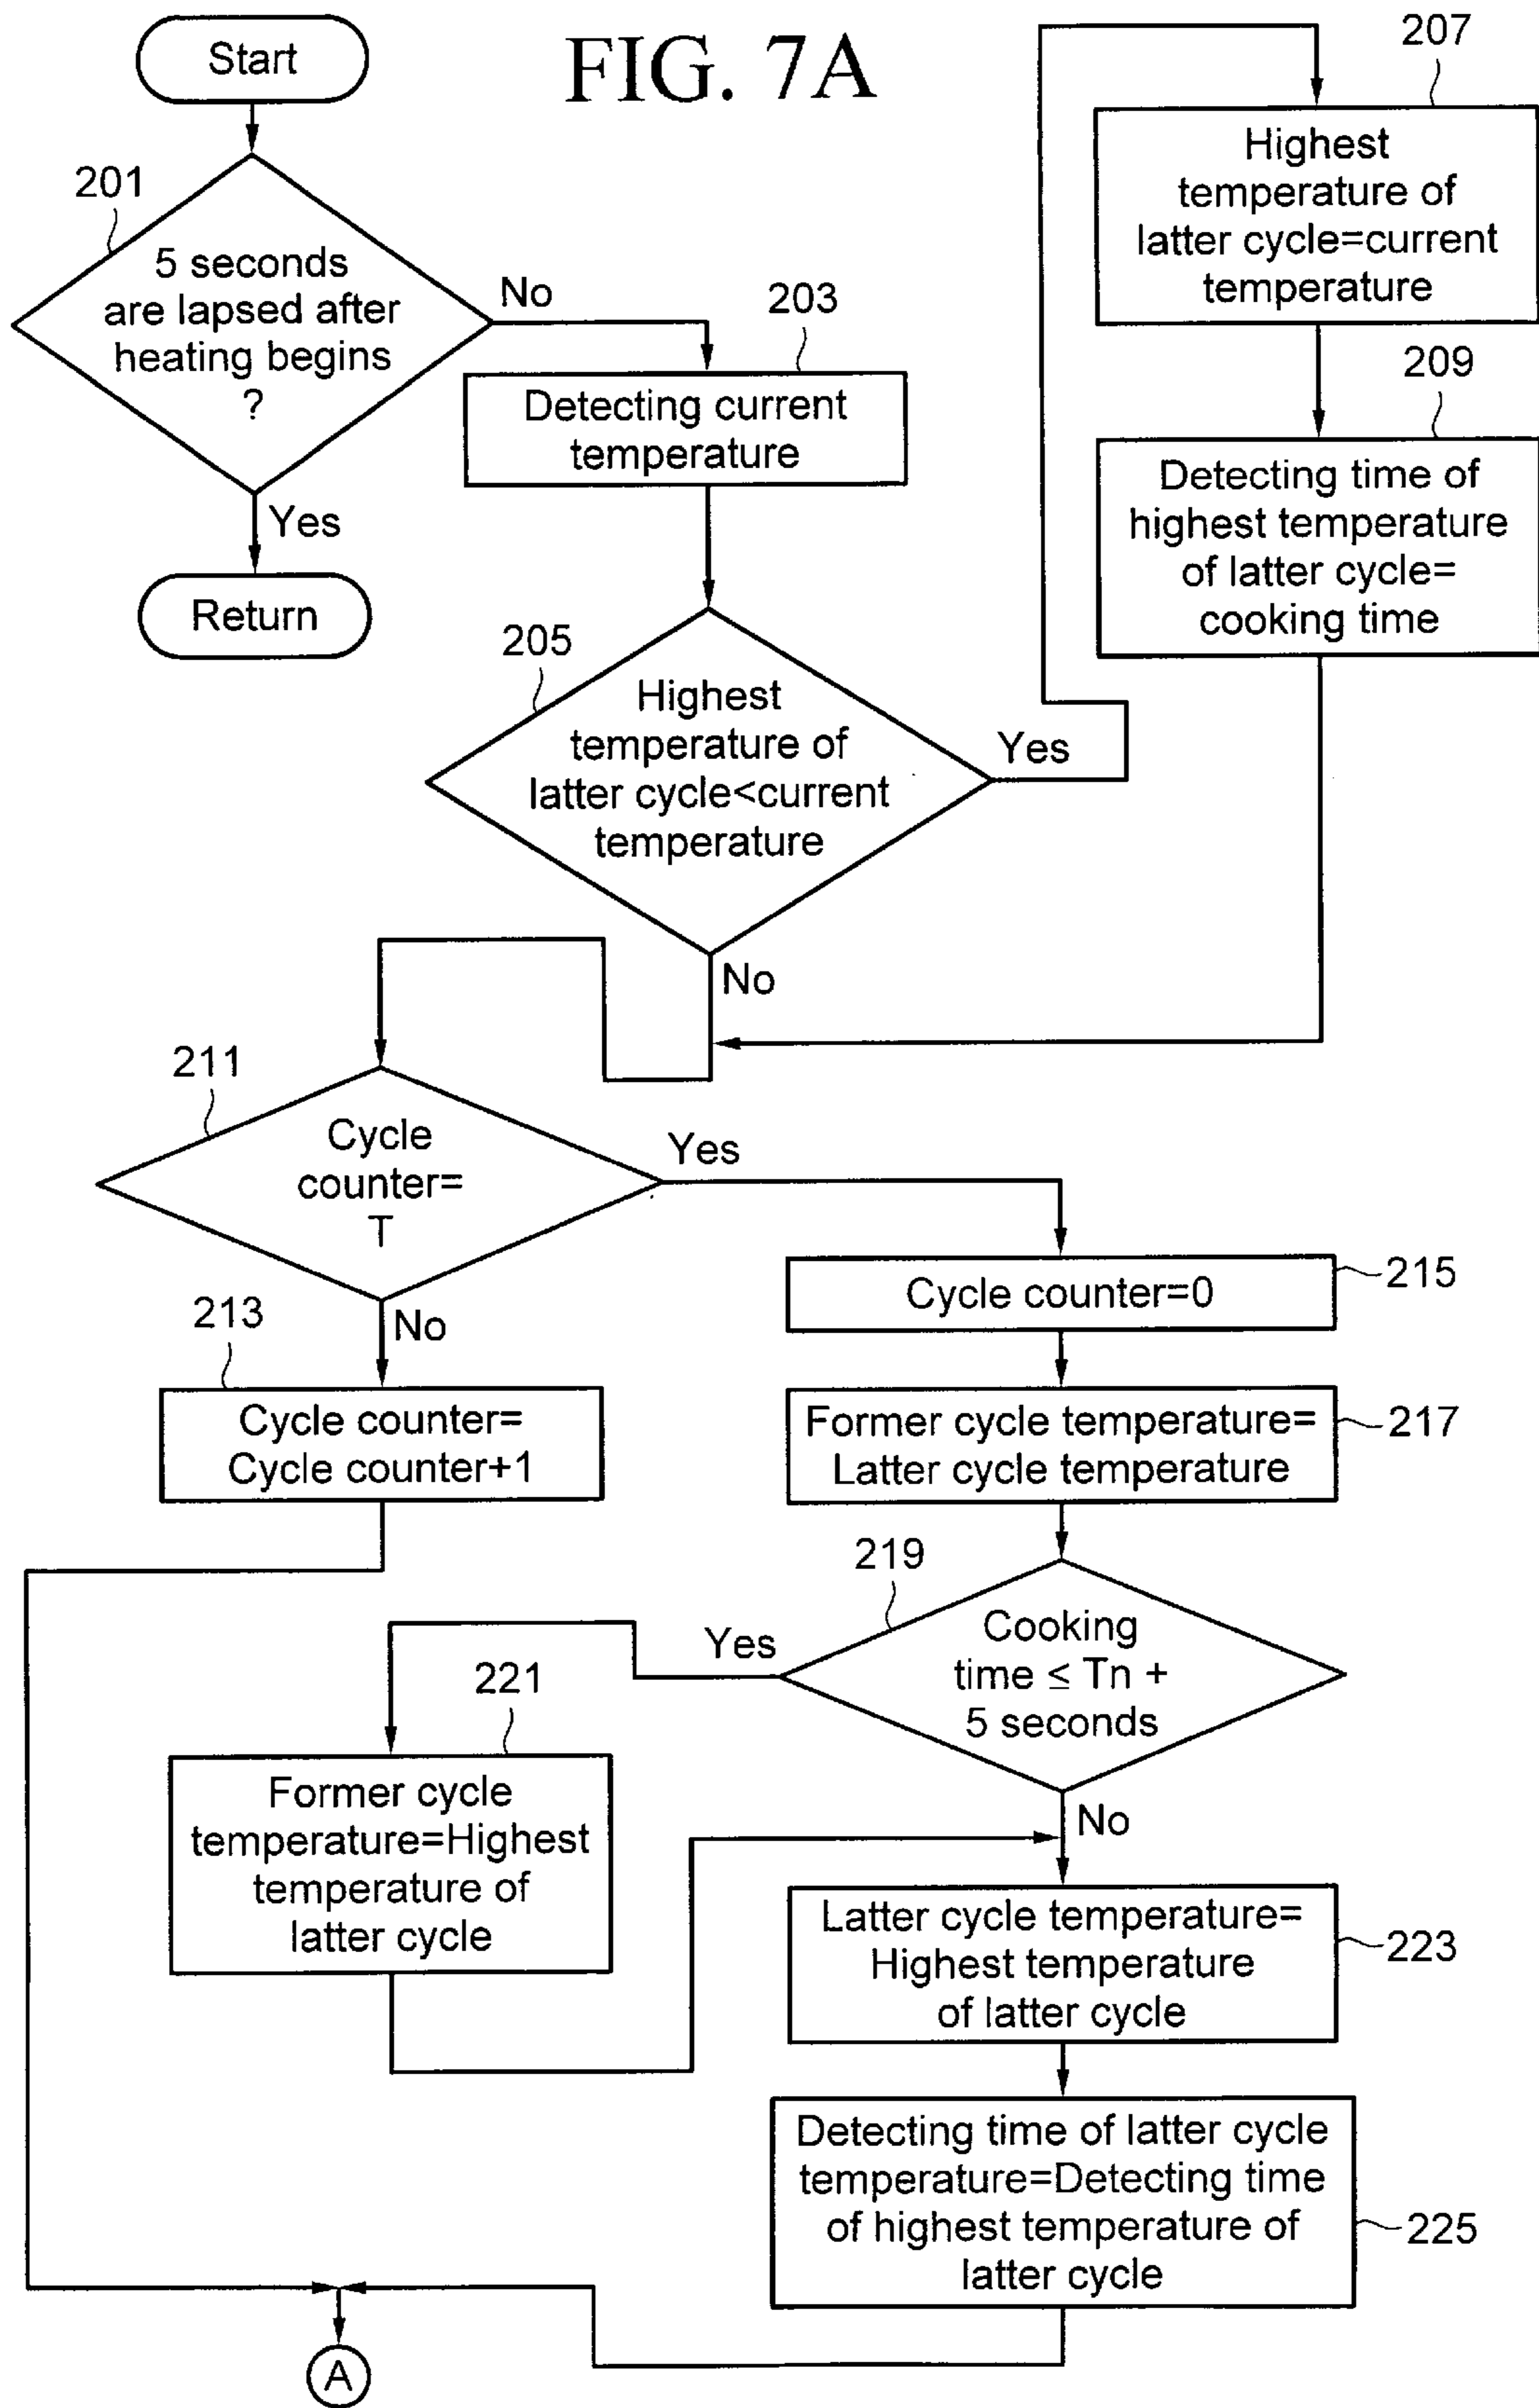 FIG. 7A
Start
201
5 seconds
are lapsed after
heating begins
?
No
Yes
Return
203
Detecting current
temperature
205
Highest
temperature of
latter cycle<current
temperature
Yes
No
207
Highest
temperature of
latter cycle=current
temperature
209
Detecting time of
highest temperature
of latter cycle=
cooking time
211
Cycle
counter=
T
Yes
No
213
Cycle counter=
Cycle counter+1
215
Cycle counter=0
217
Former cycle temperature=
Latter cycle temperature
219
Cooking
time ≤ Tn +
5 seconds
Yes
No
221
Former cycle
temperature=Highest
temperature of
latter cycle
223
Latter cycle temperature=
Highest temperature
of latter cycle
225
Detecting time of latter cycle
temperature=Detecting time
of highest temperature of
latter cycle
A